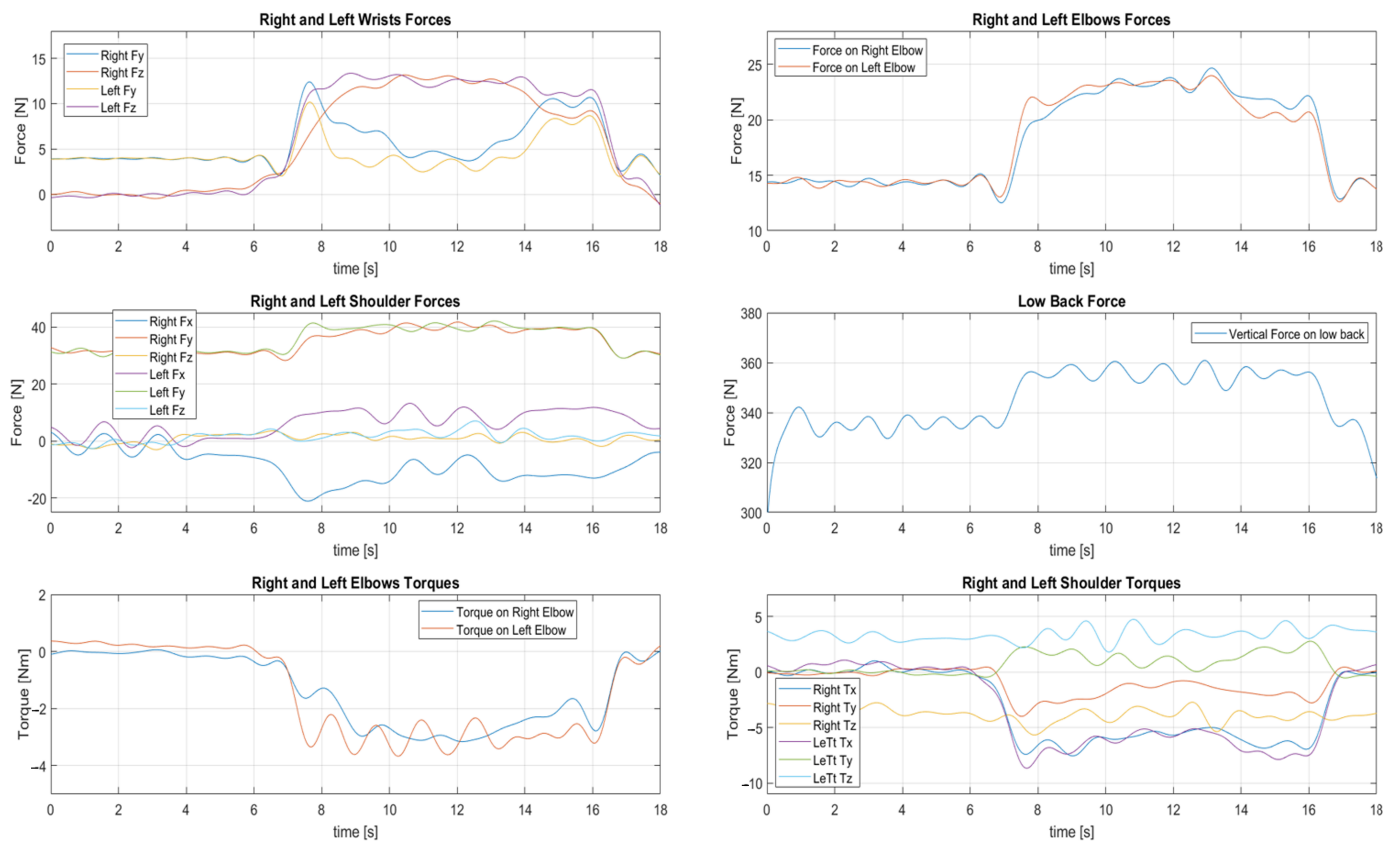 Right and Left Wrists Forces
Force [N]
15
10
5
0
Right Fy
Right Fz
Left Fy
Left Fz
0 2 4 6 8 10 12 14 16 18
time [s]
Right and Left Elbows Forces
Force [N]
25
20
15
10
Force on Right Elbow
Force on Left Elbow
0 2 4 6 8 10 12 14 16 18
time [s]
Right and Left Shoulder Forces
Force [N]
40
20
0
-20
Right Fx
Right Fy
Right Fz
Left Fx
Left Fy
Left Fz
0 2 4 6 8 10 12 14 16 18
time [s]
Low Back Force
Force [N]
380
360
340
320
300
Vertical Force on low back
0 2 4 6 8 10 12 14 16 18
time [s]
Right and Left Elbows Torques
Torque [Nm]
2
0
−2
−4
Torque on Right Elbow
Torque on Left Elbow
0 2 4 6 8 10 12 14 16 18
time [s]
Right and Left Shoulder Torques
Torque [Nm]
5
0
−5
−10
Right Tx
Right Ty
Right Tz
LeTt Tx
LeTt Ty
LeTt Tz
0 2 4 6 8 10 12 14 16 18
time [s]